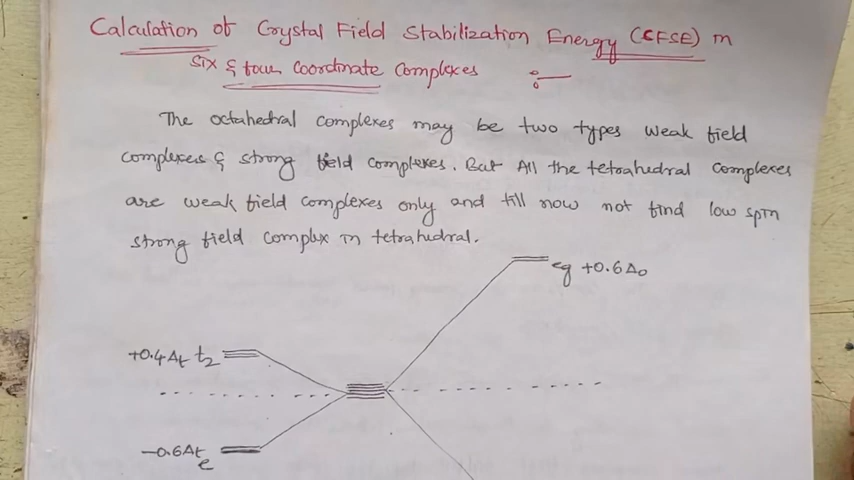 Calculation of Crystal Field Stabilization Energy (CFSE) in
Six & four coordinate Complexes
The octahedral complexes may be two types weak field
complexes & strong field complexes. But All the tetrahedral complexes
are weak field complexes only and till now not find low spin
strong field complex in tetrahedral.
eg +0.6Δo
+0.4Δt t2
-0.6Δt e